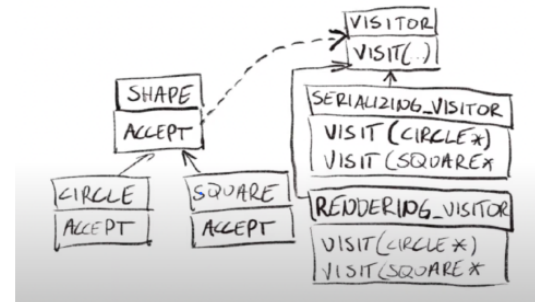 VISITOR
VISIT(..)
SHAPE
ACCEPT
SERIALIZING_VISITOR
VISIT (CIRCLE*)
VISIT (SQUARE*
CIRCLE
ACCEPT
SQUARE
ACCEPT
RENDERING_VISITOR
VISIT(CIRCLE*)
VISIT(SQUARE*